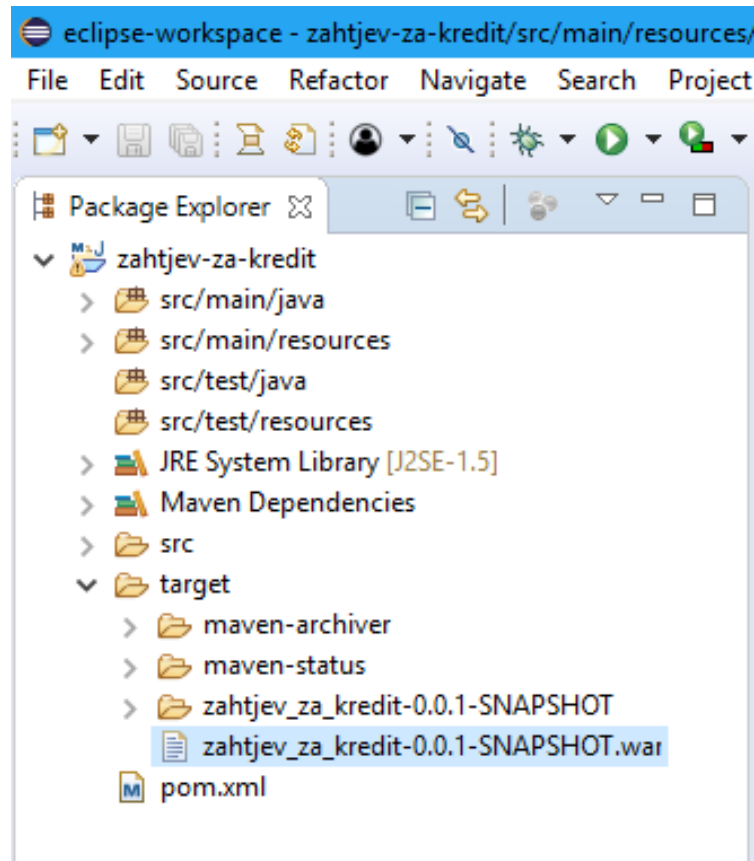 eclipse-workspace - zahtjev-za-kredit/src/main/resources/
File Edit Source Refactor Navigate Search Project
Package Explorer
zahtjev-za-kredit
src/main/java
src/main/resources
src/test/java
src/test/resources
JRE System Library [J2SE-1.5]
Maven Dependencies
src
target
maven-archiver
maven-status
zahtjev_za_kredit-0.0.1-SNAPSHOT
zahtjev_za_kredit-0.0.1-SNAPSHOT.war
pom.xml